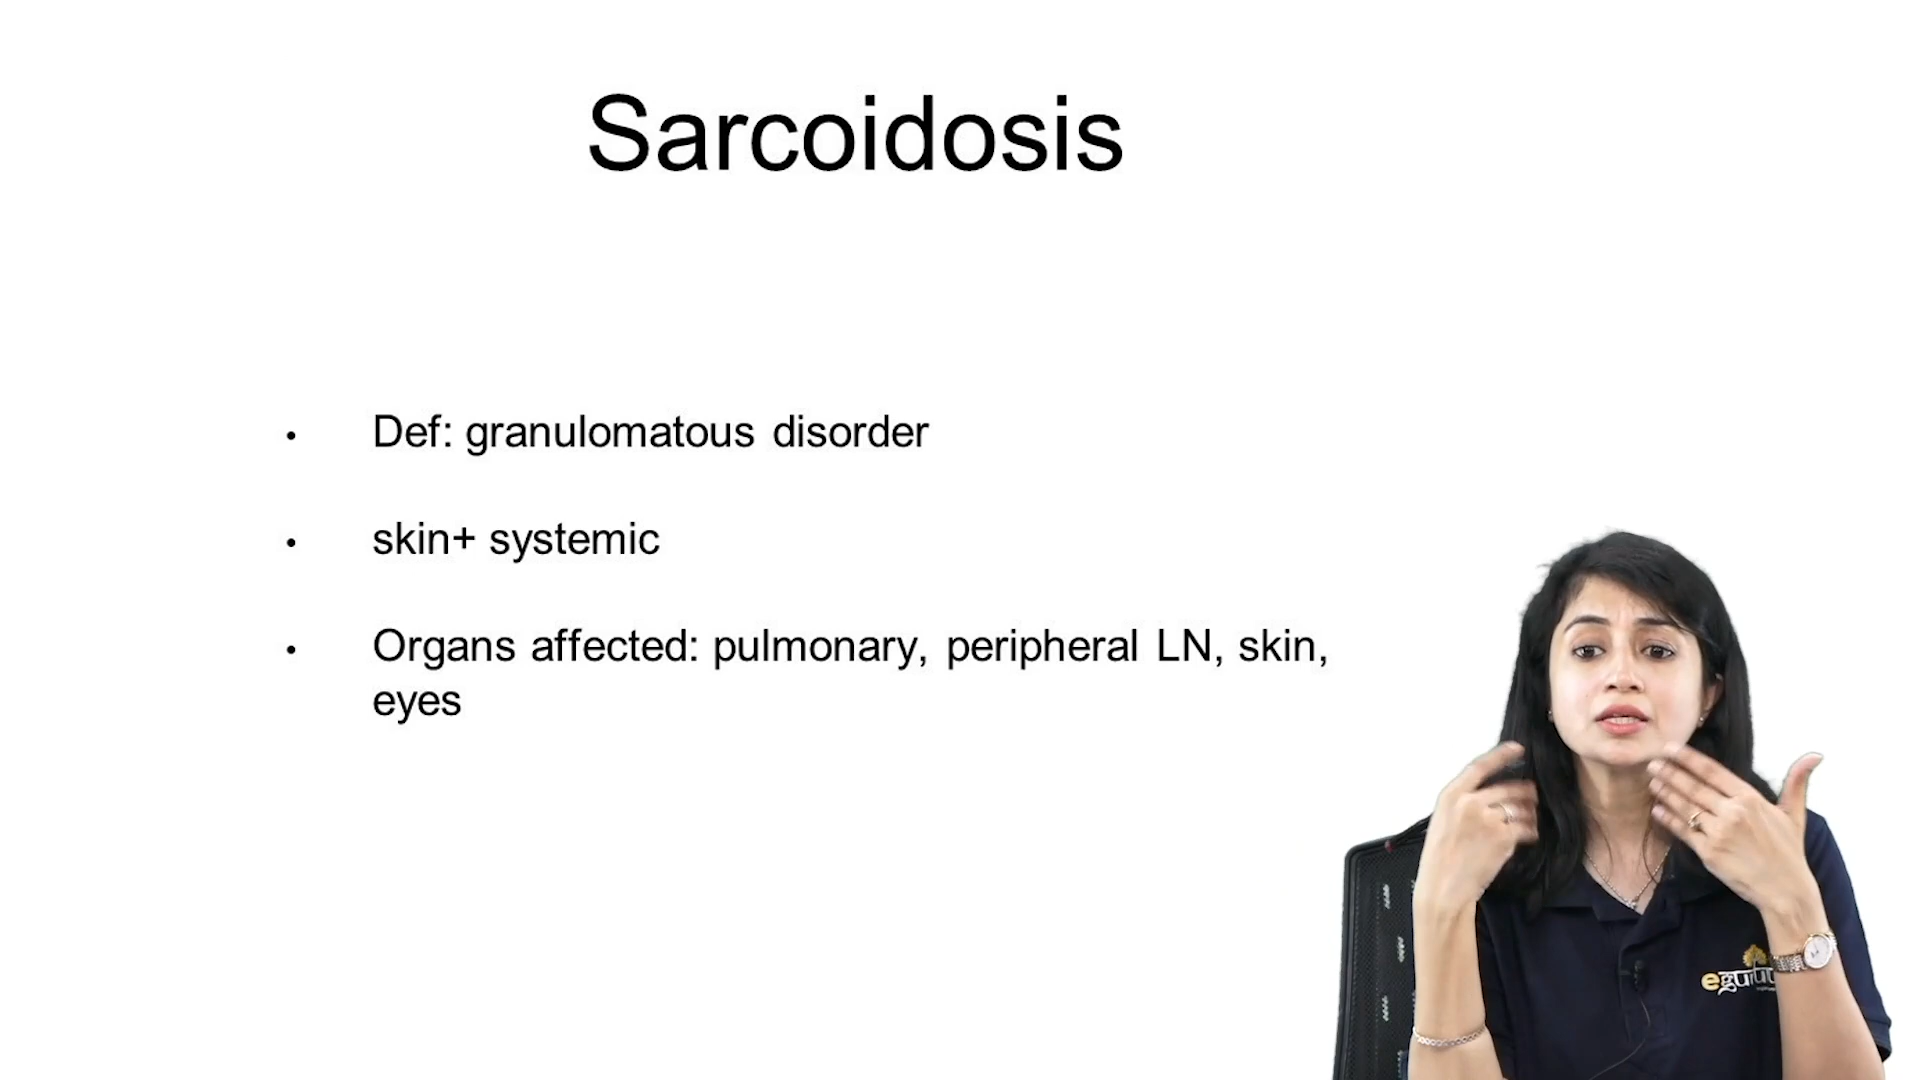 Sarcoidosis
• Def: granulomatous disorder
• skin+ systemic
• Organs affected: pulmonary, peripheral LN, skin,
eyes